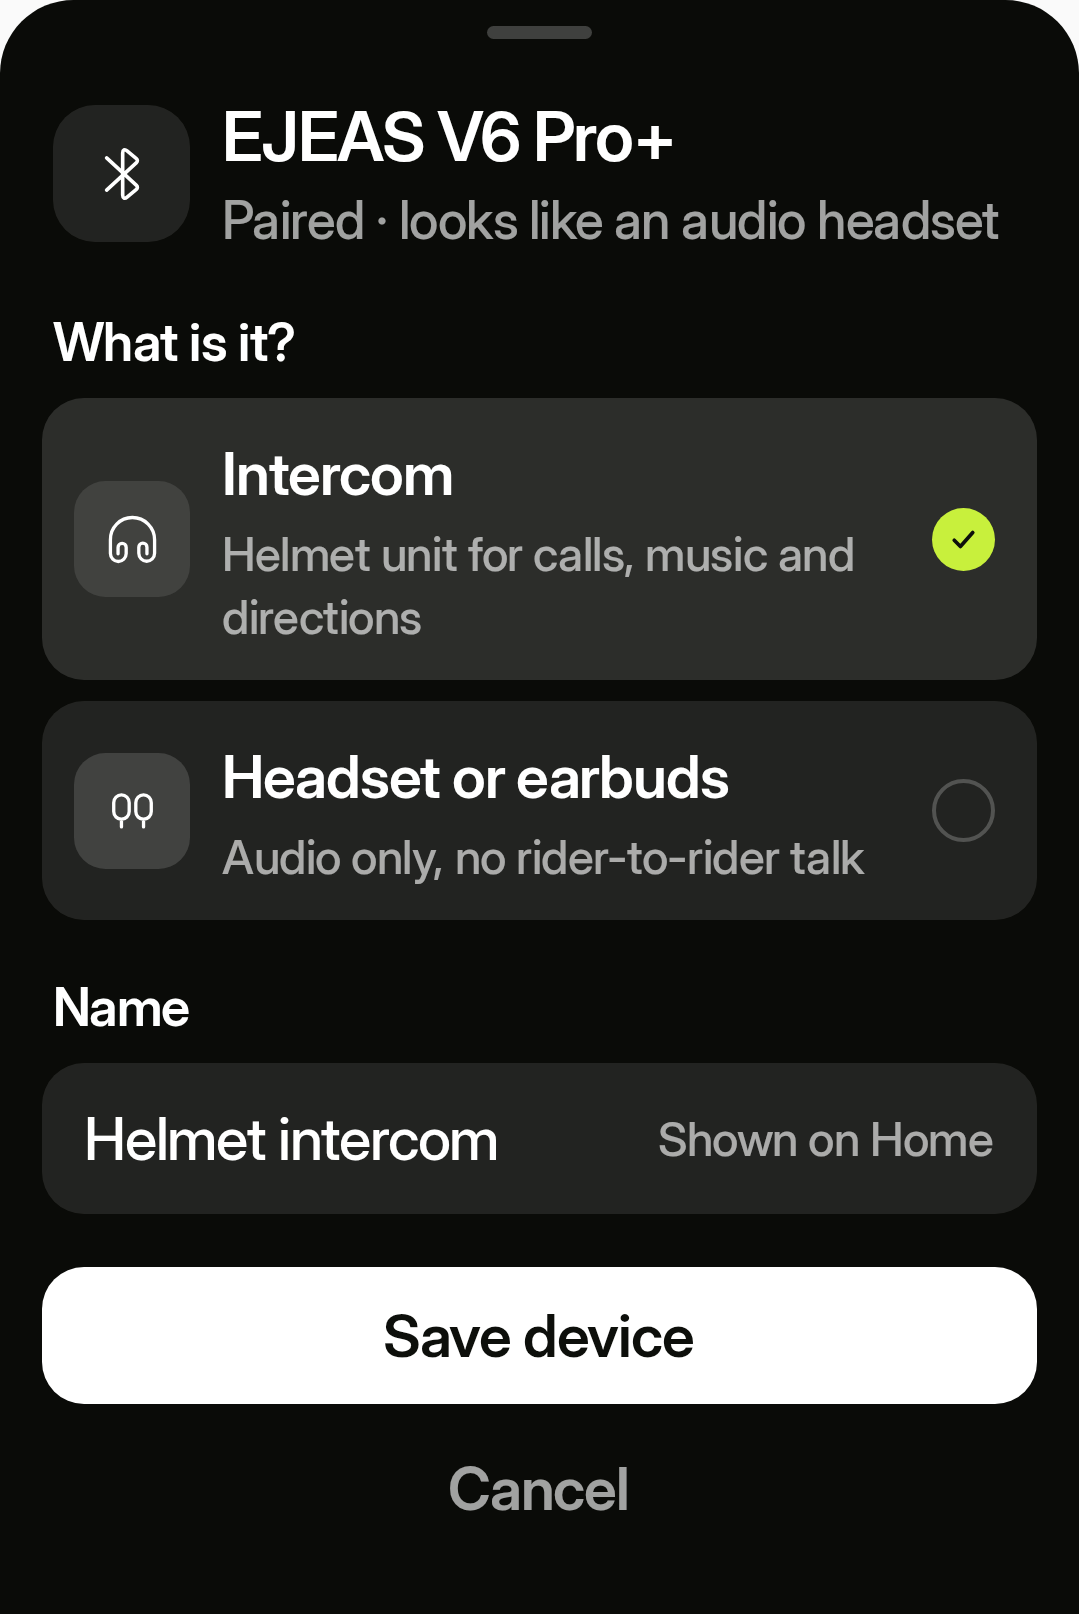 EJEAS V6 Pro+
Paired · looks like an audio headset
What is it?
Intercom
Helmet unit for calls, music and
directions
Headset or earbuds
Audio only, no rider-to-rider talk
Name
Helmet intercom
Shown on Home
Save device
Cancel